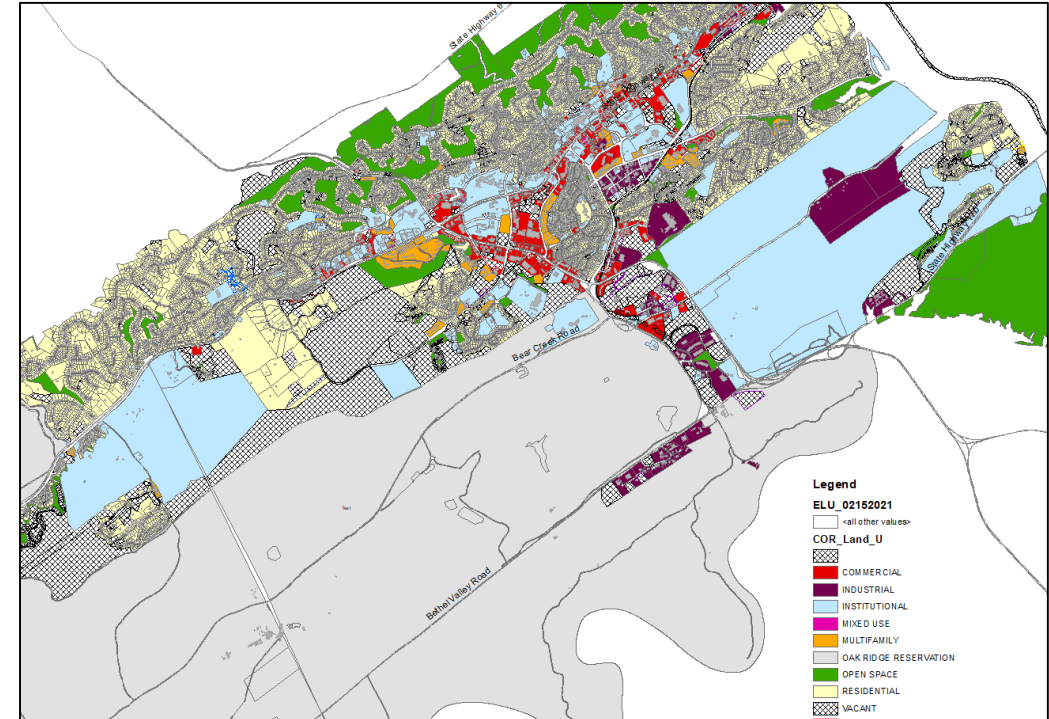 State Highway 6
Bear Creek Road
State Highway
Bethel Valley Road
Legend
ELU_02152021
<all other values>
COR_Land_U
COMMERCIAL
INDUSTRIAL
INSTITUTIONAL
MIXED USE
MULTIFAMILY
OAK RIDGE RESERVATION
OPEN SPACE
RESIDENTIAL
VACANT